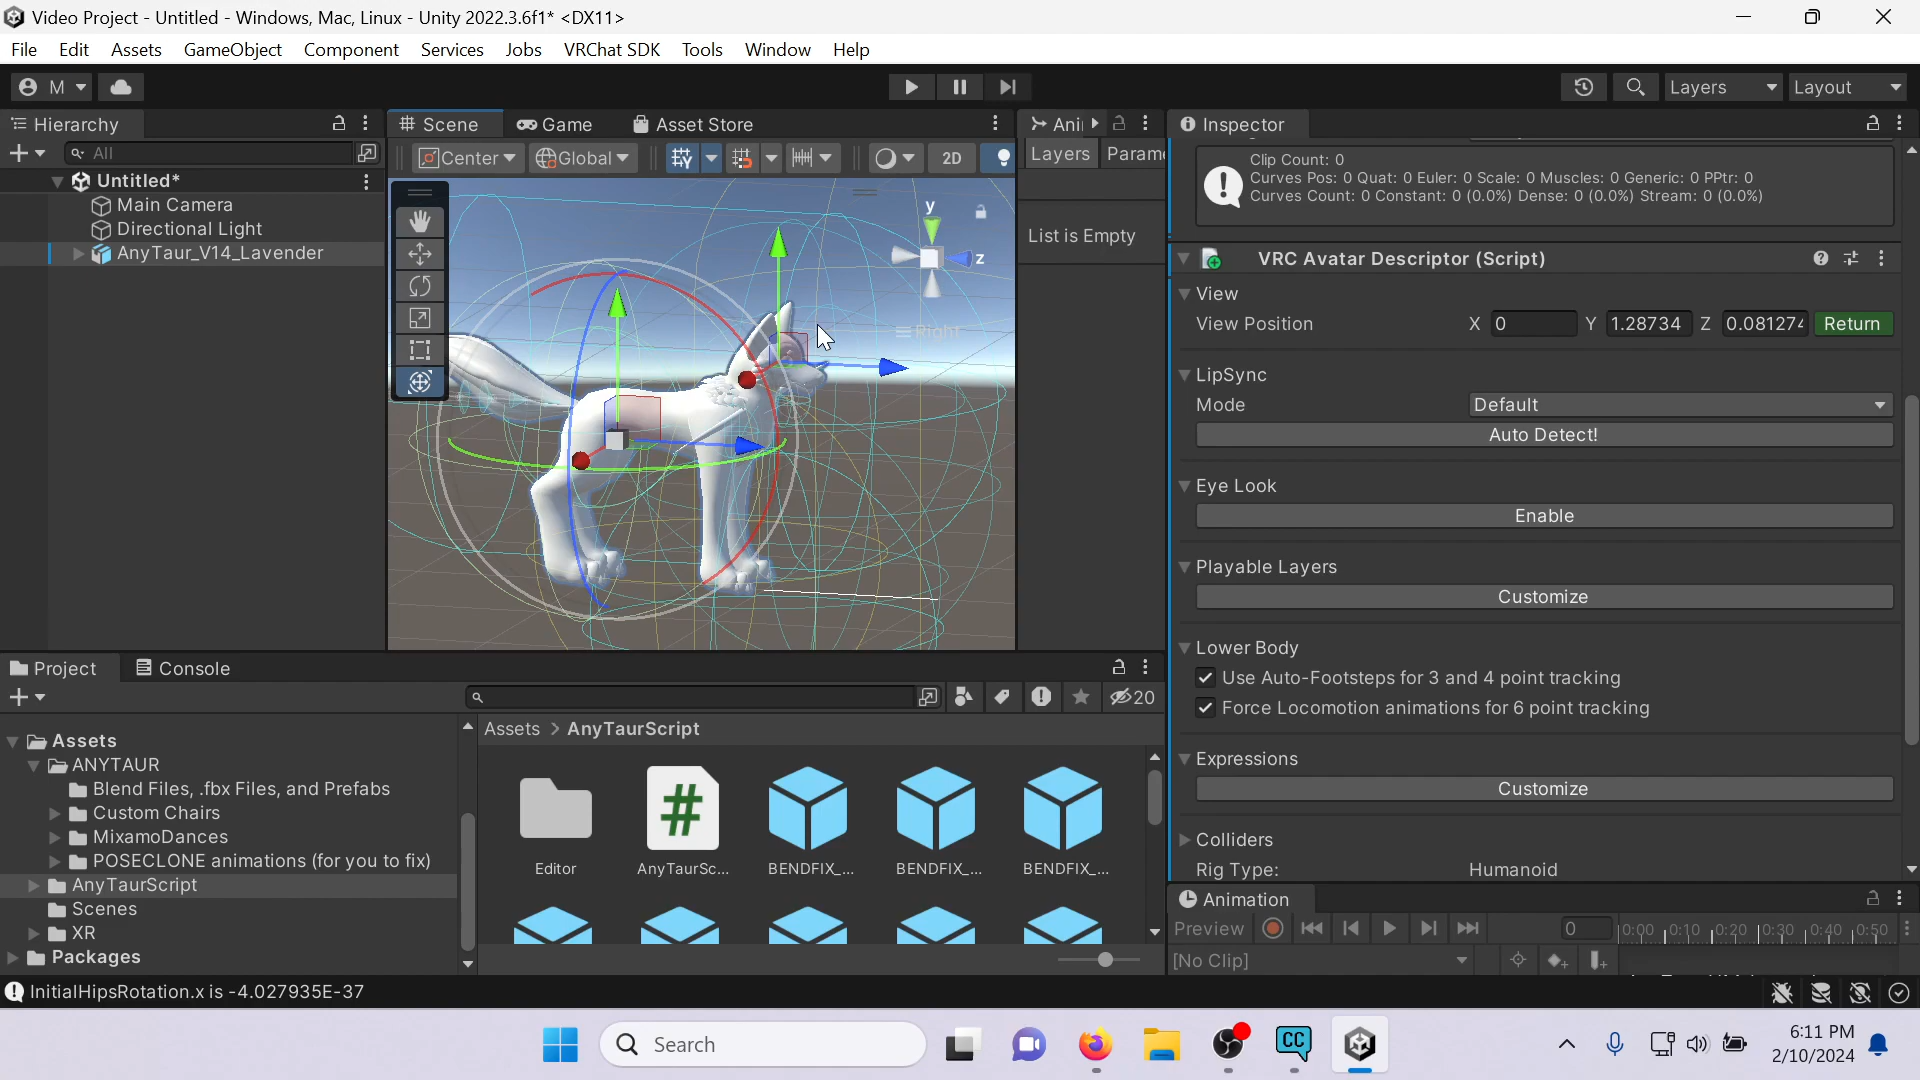 Video Project - Untitled - Windows, Mac, Linux - Unity 2022.3.6f1* <DX11>
File Edit Assets GameObject Component Services Jobs VRChat SDK Tools Window Help
M Layers Layout
Hierarchy Scene Game Asset Store Ani Inspector
All Center Global 2D Layers Param
Untitled*
Main Camera
Directional Light
AnyTaur_V14_Lavender
y
z
Right
List is Empty
Clip Count: 0
Curves Pos: 0 Quat: 0 Euler: 0 Scale: 0 Muscles: 0 Generic: 0 PPtr: 0
Curves Count: 0 Constant: 0 (0.0%) Dense: 0 (0.0%) Stream: 0 (0.0%)
VRC Avatar Descriptor (Script)
View
View Position X 0 Y 1.28734 Z 0.081274 Return
LipSync
Mode Default
Auto Detect!
Eye Look
Enable
Playable Layers
Customize
Lower Body
Use Auto-Footsteps for 3 and 4 point tracking
Force Locomotion animations for 6 point tracking
Expressions
Customize
Colliders
Rig Type: Humanoid
Project Console
20
Assets
ANYTAUR
Blend Files, .fbx Files, and Prefabs
Custom Chairs
MixamoDances
POSECLONE animations (for you to fix)
AnyTaurScript
Scenes
XR
Packages
Assets > AnyTaurScript
#
Editor AnyTaurSc... BENDFIX_... BENDFIX_... BENDFIX_...
Animation
Preview 0 0:00 0:10 0:20 0:30 0:40 0:50
[No Clip]
InitialHipsRotation.x is -4.027935E-37
Search CC
6:11 PM
2/10/2024